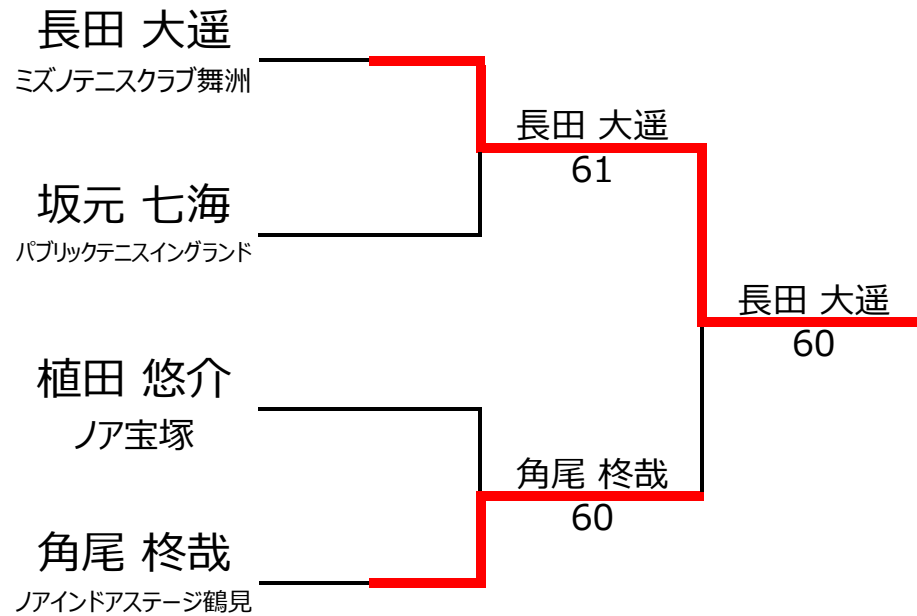 長田 大遥
ミズノテニスクラブ舞洲
坂元 七海
パブリックテニスイングランド
植田 悠介
ノア宝塚
角尾 柊哉
ノアインドアステージ鶴見
長田 大遥
61
角尾 柊哉
60
長田 大遥
60